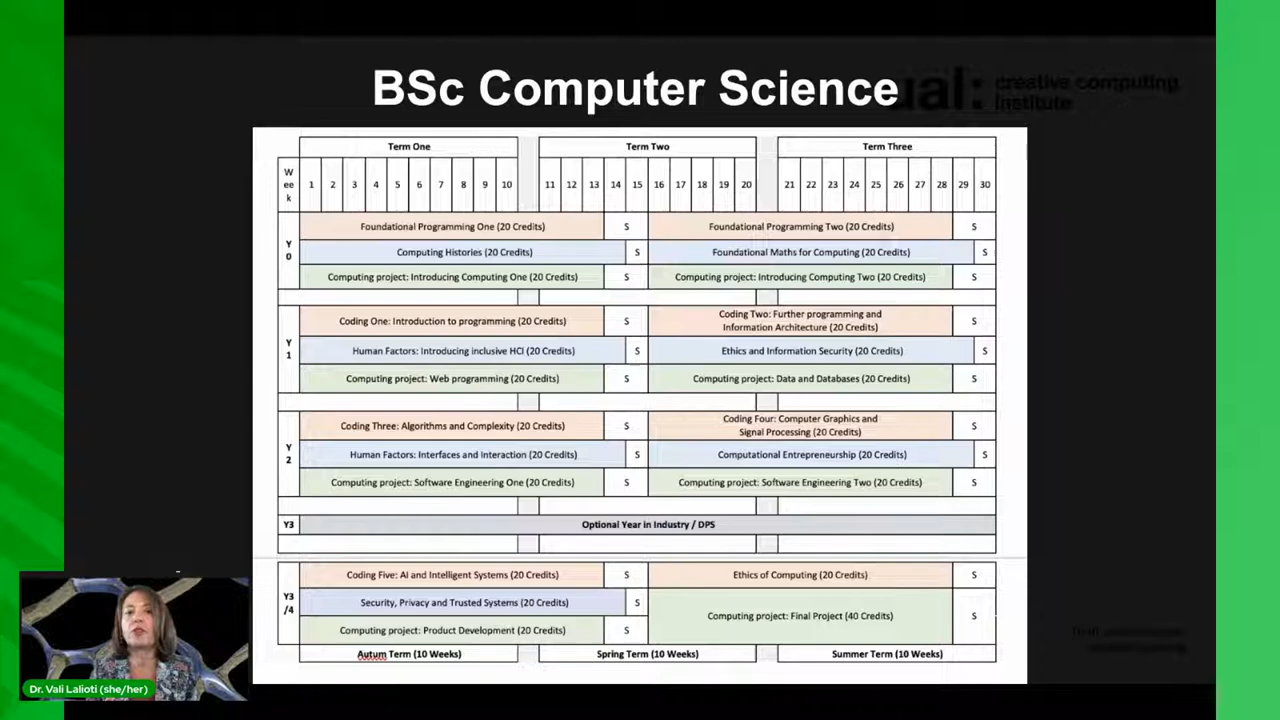 BSc Computer Science
ual: creative computing
institute
Term One
Term Two
Term Three
W
ee
k
1 2 3 4 5 6 7 8 9 10 11 12 13 14 15 16 17 18 19 20 21 22 23 24 25 26 27 28 29 30
Y
0
Foundational Programming One (20 Credits) S Foundational Programming Two (20 Credits) S
Computing Histories (20 Credits) S Foundational Maths for Computing (20 Credits) S
Computing project: Introducing Computing One (20 Credits) S Computing project: Introducing Computing Two (20 Credits) S
Y
1
Coding One: Introduction to programming (20 Credits) S
Coding Two: Further programming and
Information Architecture (20 Credits) S
Human Factors: Introducing inclusive HCI (20 Credits) S Ethics and Information Security (20 Credits) S
Computing project: Web programming (20 Credits) S Computing project: Data and Databases (20 Credits) S
Y
2
Coding Three: Algorithms and Complexity (20 Credits) S
Coding Four: Computer Graphics and
Signal Processing (20 Credits) S
Human Factors: Interfaces and Interaction (20 Credits) S Computational Entrepreneurship (20 Credits) S
Computing project: Software Engineering One (20 Credits) S Computing project: Software Engineering Two (20 Credits) S
Y3 Optional Year in Industry / DPS
Y3
/4
Coding Five: AI and Intelligent Systems (20 Credits) S Ethics of Computing (20 Credits) S
Security, Privacy and Trusted Systems (20 Credits) S
Computing project: Final Project (40 Credits) S
Computing project: Product Development (20 Credits) S
Autum Term (10 Weeks) Spring Term (10 Weeks) Summer Term (10 Weeks)
Dr. Vali Lalioti (she/her)